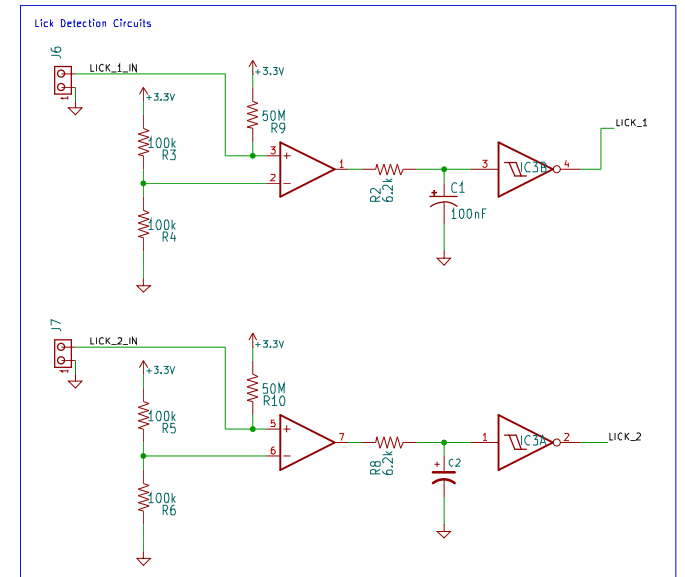 Lick Detection Circuits
J6
LICK_1_IN
1
+3.3V
+3.3V
50M
R9
100k
R3
3
+
2
−
1
R2
6.2k
+
C1
100nF
3
IC3B
4
LICK_1
100k
R4
J7
LICK_2_IN
1
+3.3V
+3.3V
50M
R10
100k
R5
5
+
6
−
7
R8
6.2k
+
C2
1
IC3A
2
LICK_2
100k
R6